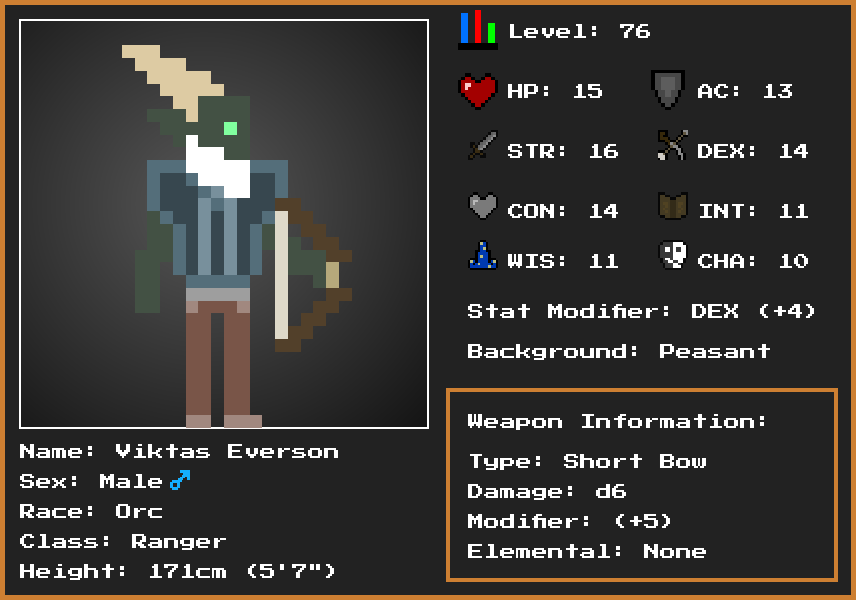 Level: 76
HP: 15 AC: 13
STR: 16 DEX: 14
CON: 14 INT: 11
WIS: 11 CHA: 10
Stat Modifier: DEX (+4)
Background: Peasant
Weapon Information:
Type: Short Bow
Damage: d6
Modifier: (+5)
Elemental: None
Name: Viktas Everson
Sex: Male♂
Race: Orc
Class: Ranger
Height: 171cm (5'7")